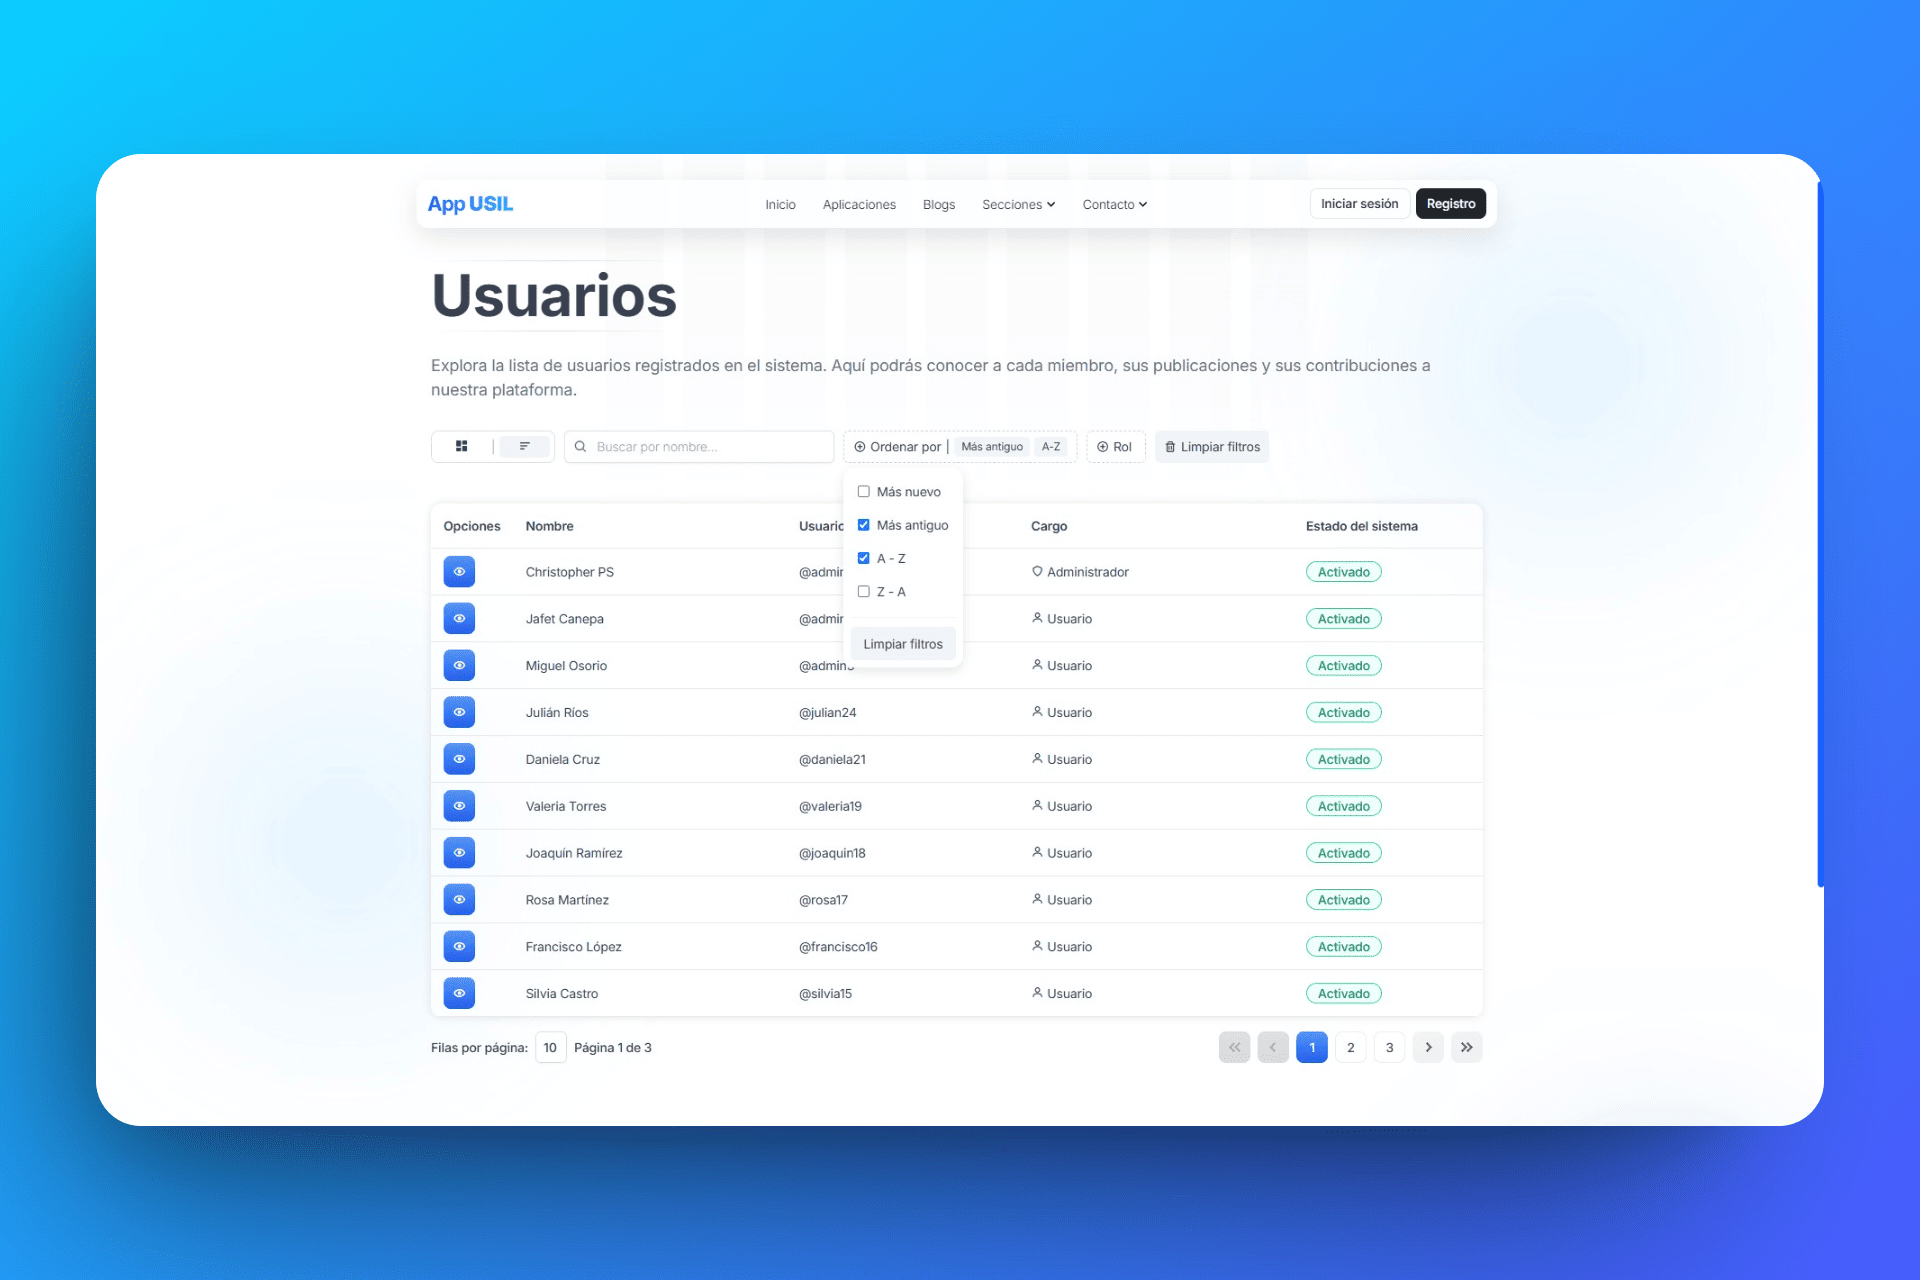 App USIL
Inicio Aplicaciones Blogs Secciones Contacto
Iniciar sesión Registro
Usuarios
Explora la lista de usuarios registrados en el sistema. Aquí podrás conocer a cada miembro, sus publicaciones y sus contribuciones a
nuestra plataforma.
Buscar por nombre...
Ordenar por | Más antiguo A-Z
Rol
Limpiar filtros
Más nuevo
Más antiguo
A - Z
Z - A
Limpiar filtros
Opciones Nombre Cargo Estado del sistema
Christopher PS Administrador Activado
Jafet Canepa Usuario Activado
Miguel Osorio Usuario Activado
Julián Ríos @julian24 Usuario Activado
Daniela Cruz @daniela21 Usuario Activado
Valeria Torres @valeria19 Usuario Activado
Joaquín Ramírez @joaquin18 Usuario Activado
Rosa Martínez @rosa17 Usuario Activado
Francisco López @francisco16 Usuario Activado
Silvia Castro @silvia15 Usuario Activado
Filas por página: 10 Página 1 de 3
1 2 3